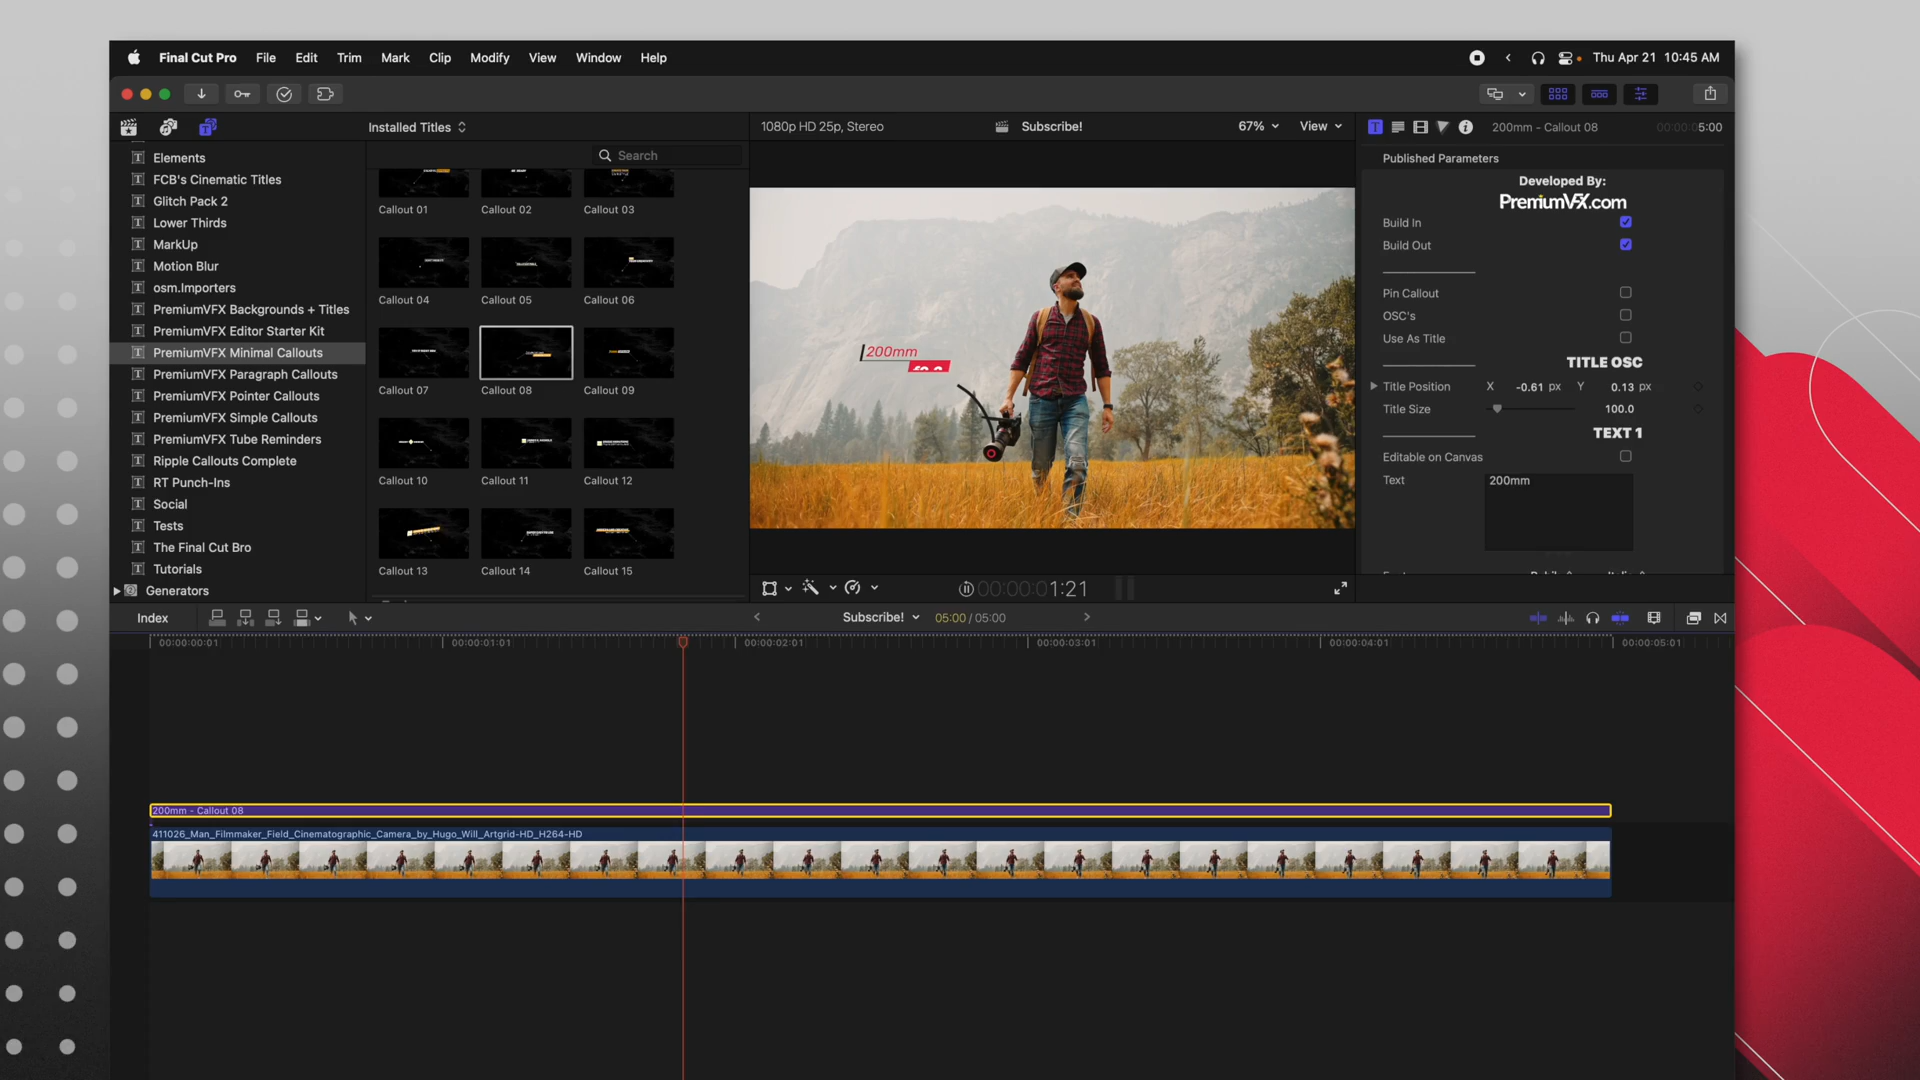 Final Cut Pro File Edit Trim Mark Clip Modify View Window Help
Thu Apr 21 10:45 AM
Installed Titles
1080p HD 25p, Stereo
Subscribe!
67%
View
200mm - Callout 08
00:00:05:00
Search
Elements
FCB's Cinematic Titles
Glitch Pack 2
Lower Thirds
MarkUp
Motion Blur
osm.Importers
PremiumVFX Backgrounds + Titles
PremiumVFX Editor Starter Kit
PremiumVFX Minimal Callouts
PremiumVFX Paragraph Callouts
PremiumVFX Pointer Callouts
PremiumVFX Simple Callouts
PremiumVFX Tube Reminders
Ripple Callouts Complete
RT Punch-Ins
Social
Tests
The Final Cut Bro
Tutorials
Generators
Callout 01 Callout 02 Callout 03
Callout 04 Callout 05 Callout 06
Callout 07 Callout 08 Callout 09
Callout 10 Callout 11 Callout 12
Callout 13 Callout 14 Callout 15
200mm
00:00:01:21
Published Parameters
Developed By:
PremiumVFX.com
Build In
Build Out
Pin Callout
OSC's
Use As Title
TITLE OSC
Title Position X -0.61 px Y 0.13 px
Title Size 100.0
TEXT 1
Editable on Canvas
Text 200mm
Index
Subscribe!
05:00 / 05:00
00:00:00:01 00:00:01:01 00:00:02:01 00:00:03:01 00:00:04:01 00:00:05:01
200mm - Callout 08
411026_Man_Filmmaker_Field_Cinematographic_Camera_by_Hugo_Will_Artgrid-HD_H264-HD